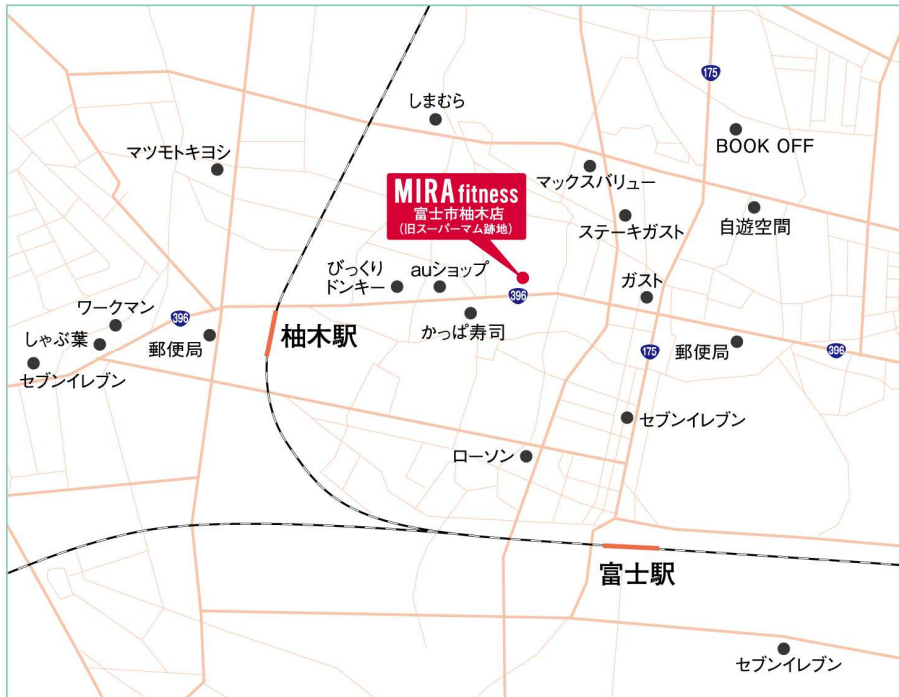 175
しまむら
BOOK OFF
マツモトキヨシ
マックスバリュー
MIRA fitness
富士市柚木店
(旧スーパーマム跡地)
ステーキガスト
自遊空間
びっくり
ドンキー
auショップ
ガスト
396
ワークマン
396
かっぱ寿司
柚木駅
しゃぶ葉
郵便局
175
郵便局
396
セブンイレブン
セブンイレブン
ローソン
富士駅
セブンイレブン